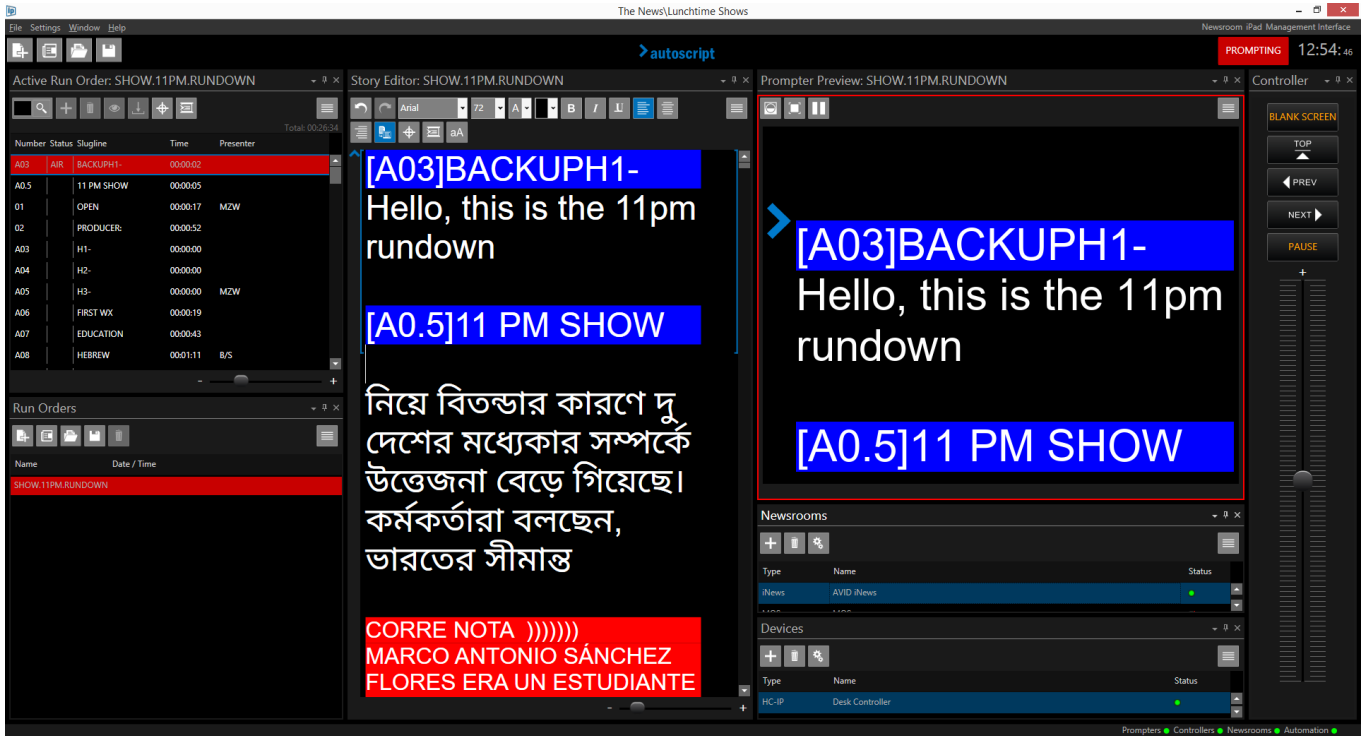 The News\Lunchtime Shows
File Settings Window Help
Newsroom iPad Management Interface
autoscript
PROMPTING 12:54:46
Active Run Order: SHOW.11PM.RUNDOWN
Total: 00:26:34
Number Status Slugline Time Presenter
A03 AIR BACKUPH1- 00:00:02
A0.5 11 PM SHOW 00:00:05
01 OPEN 00:00:17 MZW
02 PRODUCER: 00:00:52
A03 H1- 00:00:00
A04 H2- 00:00:00
A05 H3- 00:00:00 MZW
A06 FIRST WX 00:00:19
A07 EDUCATION 00:00:43
A08 HEBREW 00:01:11 B/S
- +
Run Orders
Name Date / Time
SHOW.11PM.RUNDOWN
Story Editor: SHOW.11PM.RUNDOWN
Arial 72 A B I U
aA
[A03]BACKUPH1-
Hello, this is the 11pm
rundown
[A0.5]11 PM SHOW
নিয়ে বিতন্ডার কারণে দু
দেশের মধ্যেকার সম্পর্কে
উত্তেজনা বেড়ে গিয়েছে।
কর্মকর্তারা বলছেন,
ভারতের সীমান্ত
CORRE NOTA )))))))
MARCO ANTONIO SÁNCHEZ
FLORES ERA UN ESTUDIANTE
- +
Prompter Preview: SHOW.11PM.RUNDOWN
[A03]BACKUPH1-
Hello, this is the 11pm
rundown
[A0.5]11 PM SHOW
Newsrooms
Type Name Status
iNews AVID iNews
Devices
Type Name Status
HC-IP Desk Controller
Controller
BLANK SCREEN
TOP
PREV
NEXT
PAUSE
+
Prompters Controllers Newsrooms Automation